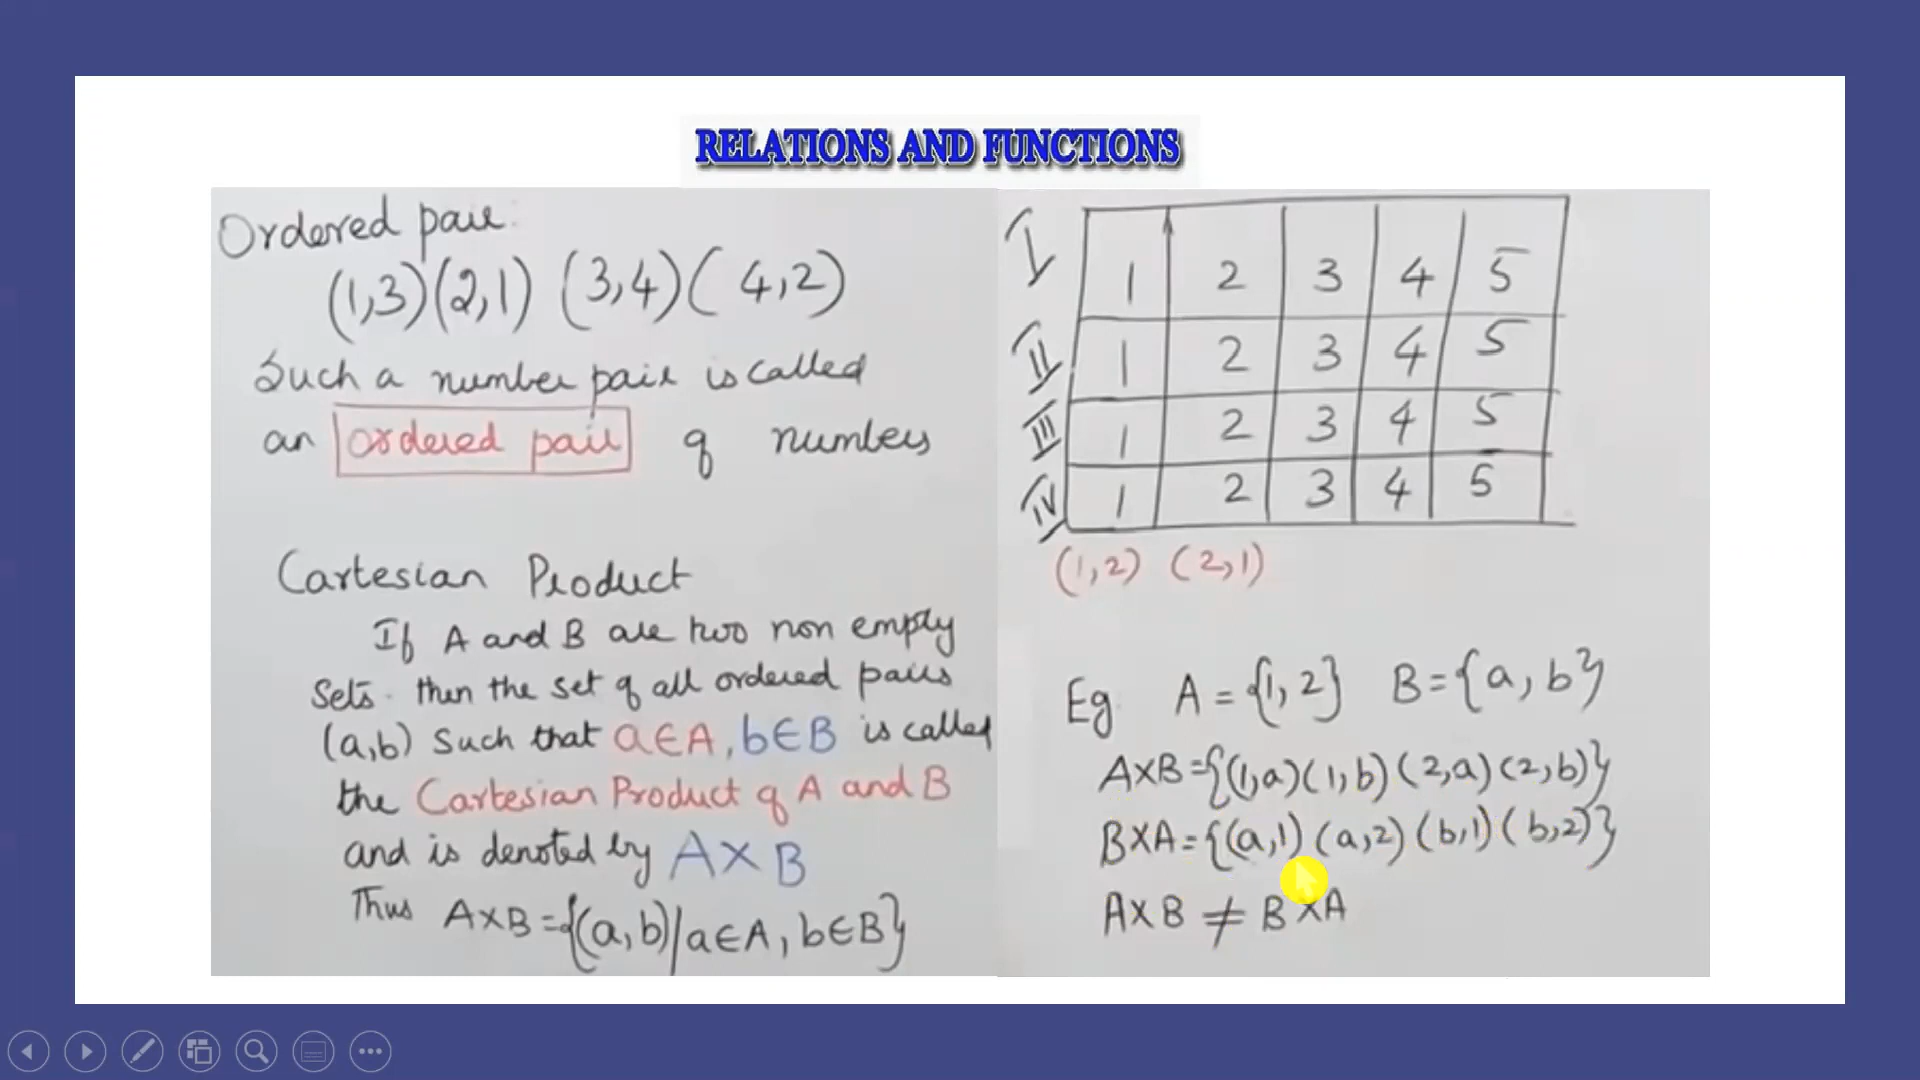 RELATIONS AND FUNCTIONS
Ordered pair:
(1,3)(2,1) (3,4)( 4,2)
Such a number pair is called
an ordered pair of numbers
Cartesian Product
If A and B are two non empty
Sets. then the set of all ordered pairs
(a,b) Such that a∈A, b∈B is called
the Cartesian Product of A and B
and is denoted by A×B
Thus A×B={(a,b)/a∈A, b∈B}
I 1 2 3 4 5
II 1 2 3 4 5
III 1 2 3 4 5
IV 1 2 3 4 5
(1,2) (2,1)
Eg A={1,2} B={a,b}
A×B={(1,a)(1,b)(2,a)(2,b)}
B×A={(a,1)(a,2)(b,1)(b,2)}
A×B ≠ B×A